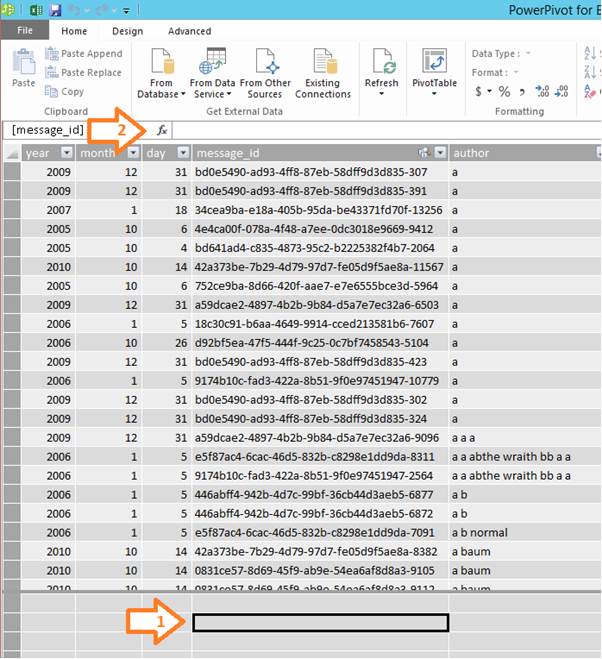 PowerPivot for E
File Home Design Advanced
Paste
Paste Append
Paste Replace
Copy
Clipboard
From Database
From Data Service
From Other Sources
Existing Connections
Get External Data
Refresh
PivotTable
Data Type :
Format :
$ % , .00 .00
Formatting
[message_id] 2 fx
year month day message_id author
2009 12 31 bd0e5490-ad93-4ff8-87eb-58dff9d3d835-307 a
2009 12 31 bd0e5490-ad93-4ff8-87eb-58dff9d3d835-391 a
2007 1 18 34cea9ba-e18a-405b-95da-be43371fd70f-13256 a
2005 10 6 4e4ca00f-078a-4f48-a7ee-0dc3018e9669-9412 a
2005 10 4 bd641ad4-c835-4873-95c2-b2225382f4b7-2064 a
2010 10 14 42a373be-7b29-4d79-97d7-fe05d9f5ae8a-11567 a
2005 10 6 752ce9ba-8d66-420f-aae7-e7e6555bce3d-5964 a
2009 12 31 a59dcae2-4897-4b2b-9b84-d5a7e7ec32a6-6503 a
2006 1 5 18c30c91-b6aa-4649-9914-cced213581b6-7607 a
2006 10 26 d92bf5ea-47f5-444f-9c25-0c7bf7458543-5104 a
2009 12 31 bd0e5490-ad93-4ff8-87eb-58dff9d3d835-423 a
2006 1 5 9174b10c-fad3-422a-8b51-9f0e97451947-10779 a
2009 12 31 bd0e5490-ad93-4ff8-87eb-58dff9d3d835-302 a
2009 12 31 bd0e5490-ad93-4ff8-87eb-58dff9d3d835-324 a
2009 12 31 a59dcae2-4897-4b2b-9b84-d5a7e7ec32a6-9096 a a a
2006 1 5 e5f87ac4-6cac-46d5-832b-c8298e1dd9da-8311 a a abthe wraith bb a a
2006 1 5 9174b10c-fad3-422a-8b51-9f0e97451947-2564 a a abthe wraith bb a a
2006 1 5 446abff4-942b-4d7c-99bf-36cb44d3aeb5-6877 a b
2006 1 5 446abff4-942b-4d7c-99bf-36cb44d3aeb5-6872 a b
2006 1 5 e5f87ac4-6cac-46d5-832b-c8298e1dd9da-7091 a b normal
2010 10 14 42a373be-7b29-4d79-97d7-fe05d9f5ae8a-8382 a baum
2010 10 14 0831ce57-8d69-45f9-ab9e-54ea6af8d8a3-9105 a baum
2010 10 14 0831ce57-8d69-45f9-ab9e-54ea6af8d8a3-9112 a baum
1